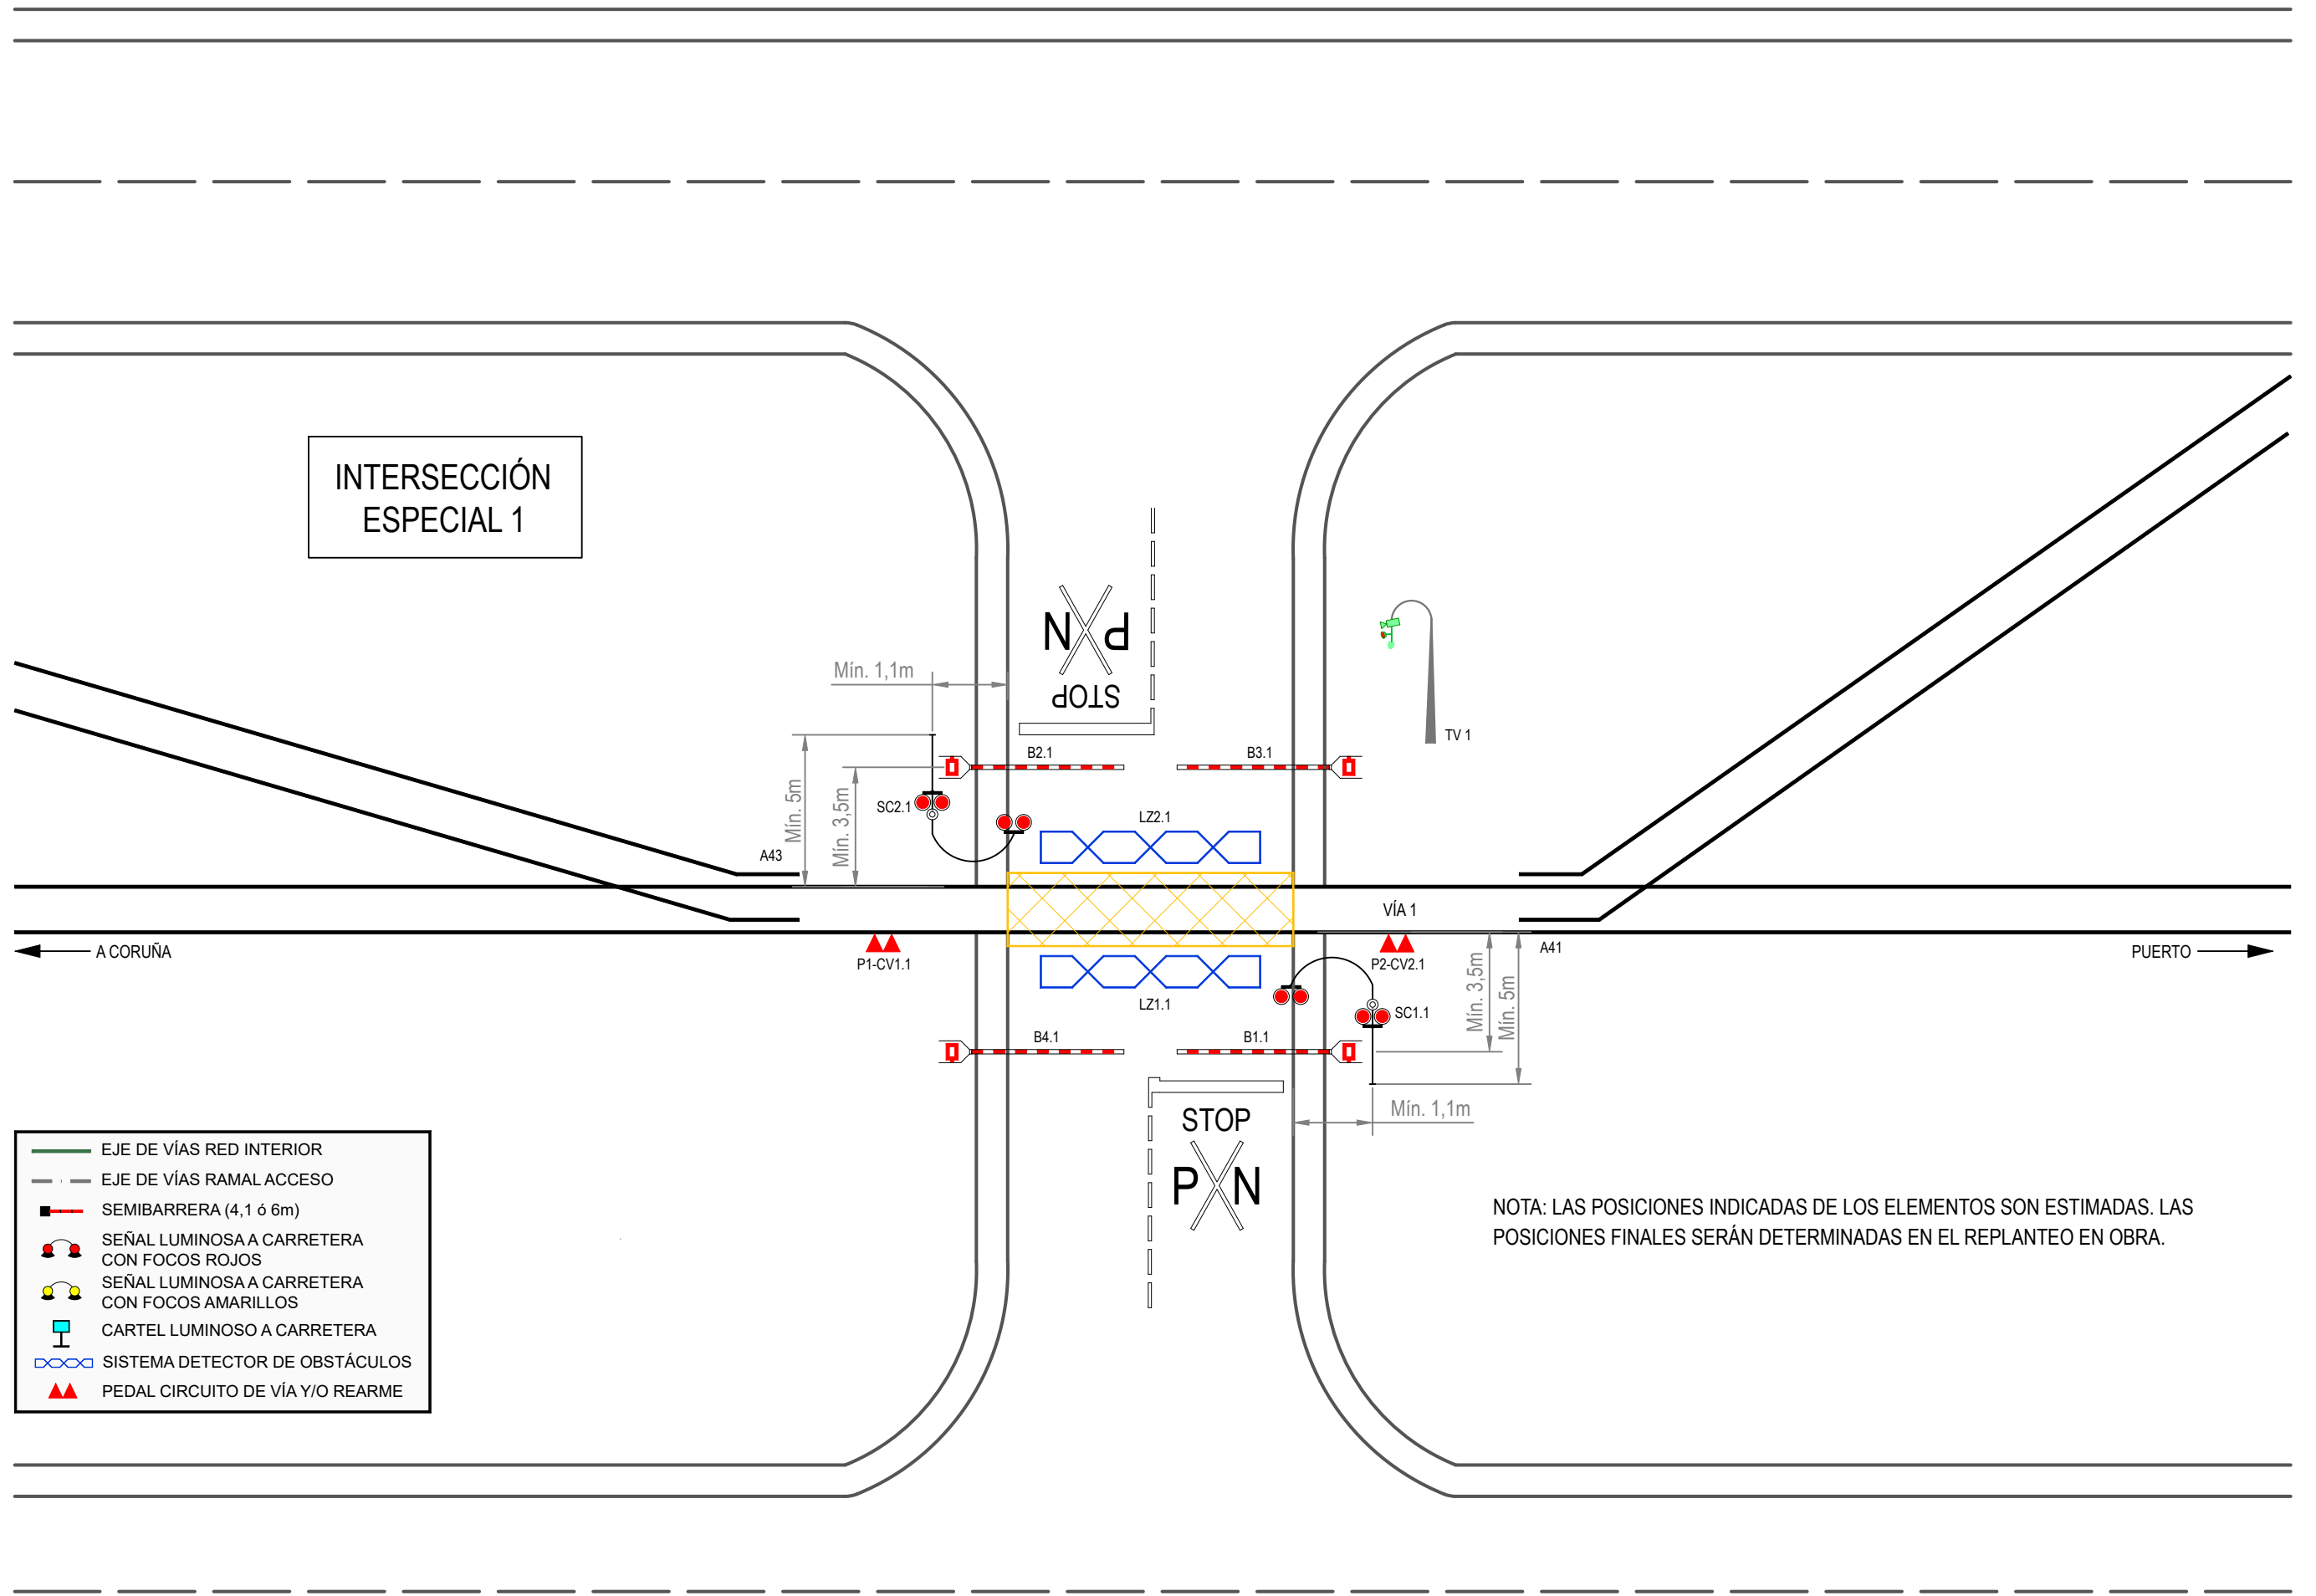 INTERSECCIÓN
ESPECIAL 1
P N
STOP
Mín. 1,1m
TV 1
B2.1
B3.1
Mín. 5m
Mín. 3,5m
SC2.1
LZ2.1
A43
VÍA 1
A CORUÑA
P1-CV1.1
P2-CV2.1
A41
PUERTO
LZ1.1
SC1.1
Mín. 3,5m
Mín. 5m
B4.1
B1.1
Mín. 1,1m
STOP
P N
EJE DE VÍAS RED INTERIOR
EJE DE VÍAS RAMAL ACCESO
SEMIBARRERA (4,1 ó 6m)
SEÑAL LUMINOSA A CARRETERA
CON FOCOS ROJOS
SEÑAL LUMINOSA A CARRETERA
CON FOCOS AMARILLOS
CARTEL LUMINOSO A CARRETERA
SISTEMA DETECTOR DE OBSTÁCULOS
PEDAL CIRCUITO DE VÍA Y/O REARME
NOTA: LAS POSICIONES INDICADAS DE LOS ELEMENTOS SON ESTIMADAS. LAS
POSICIONES FINALES SERÁN DETERMINADAS EN EL REPLANTEO EN OBRA.